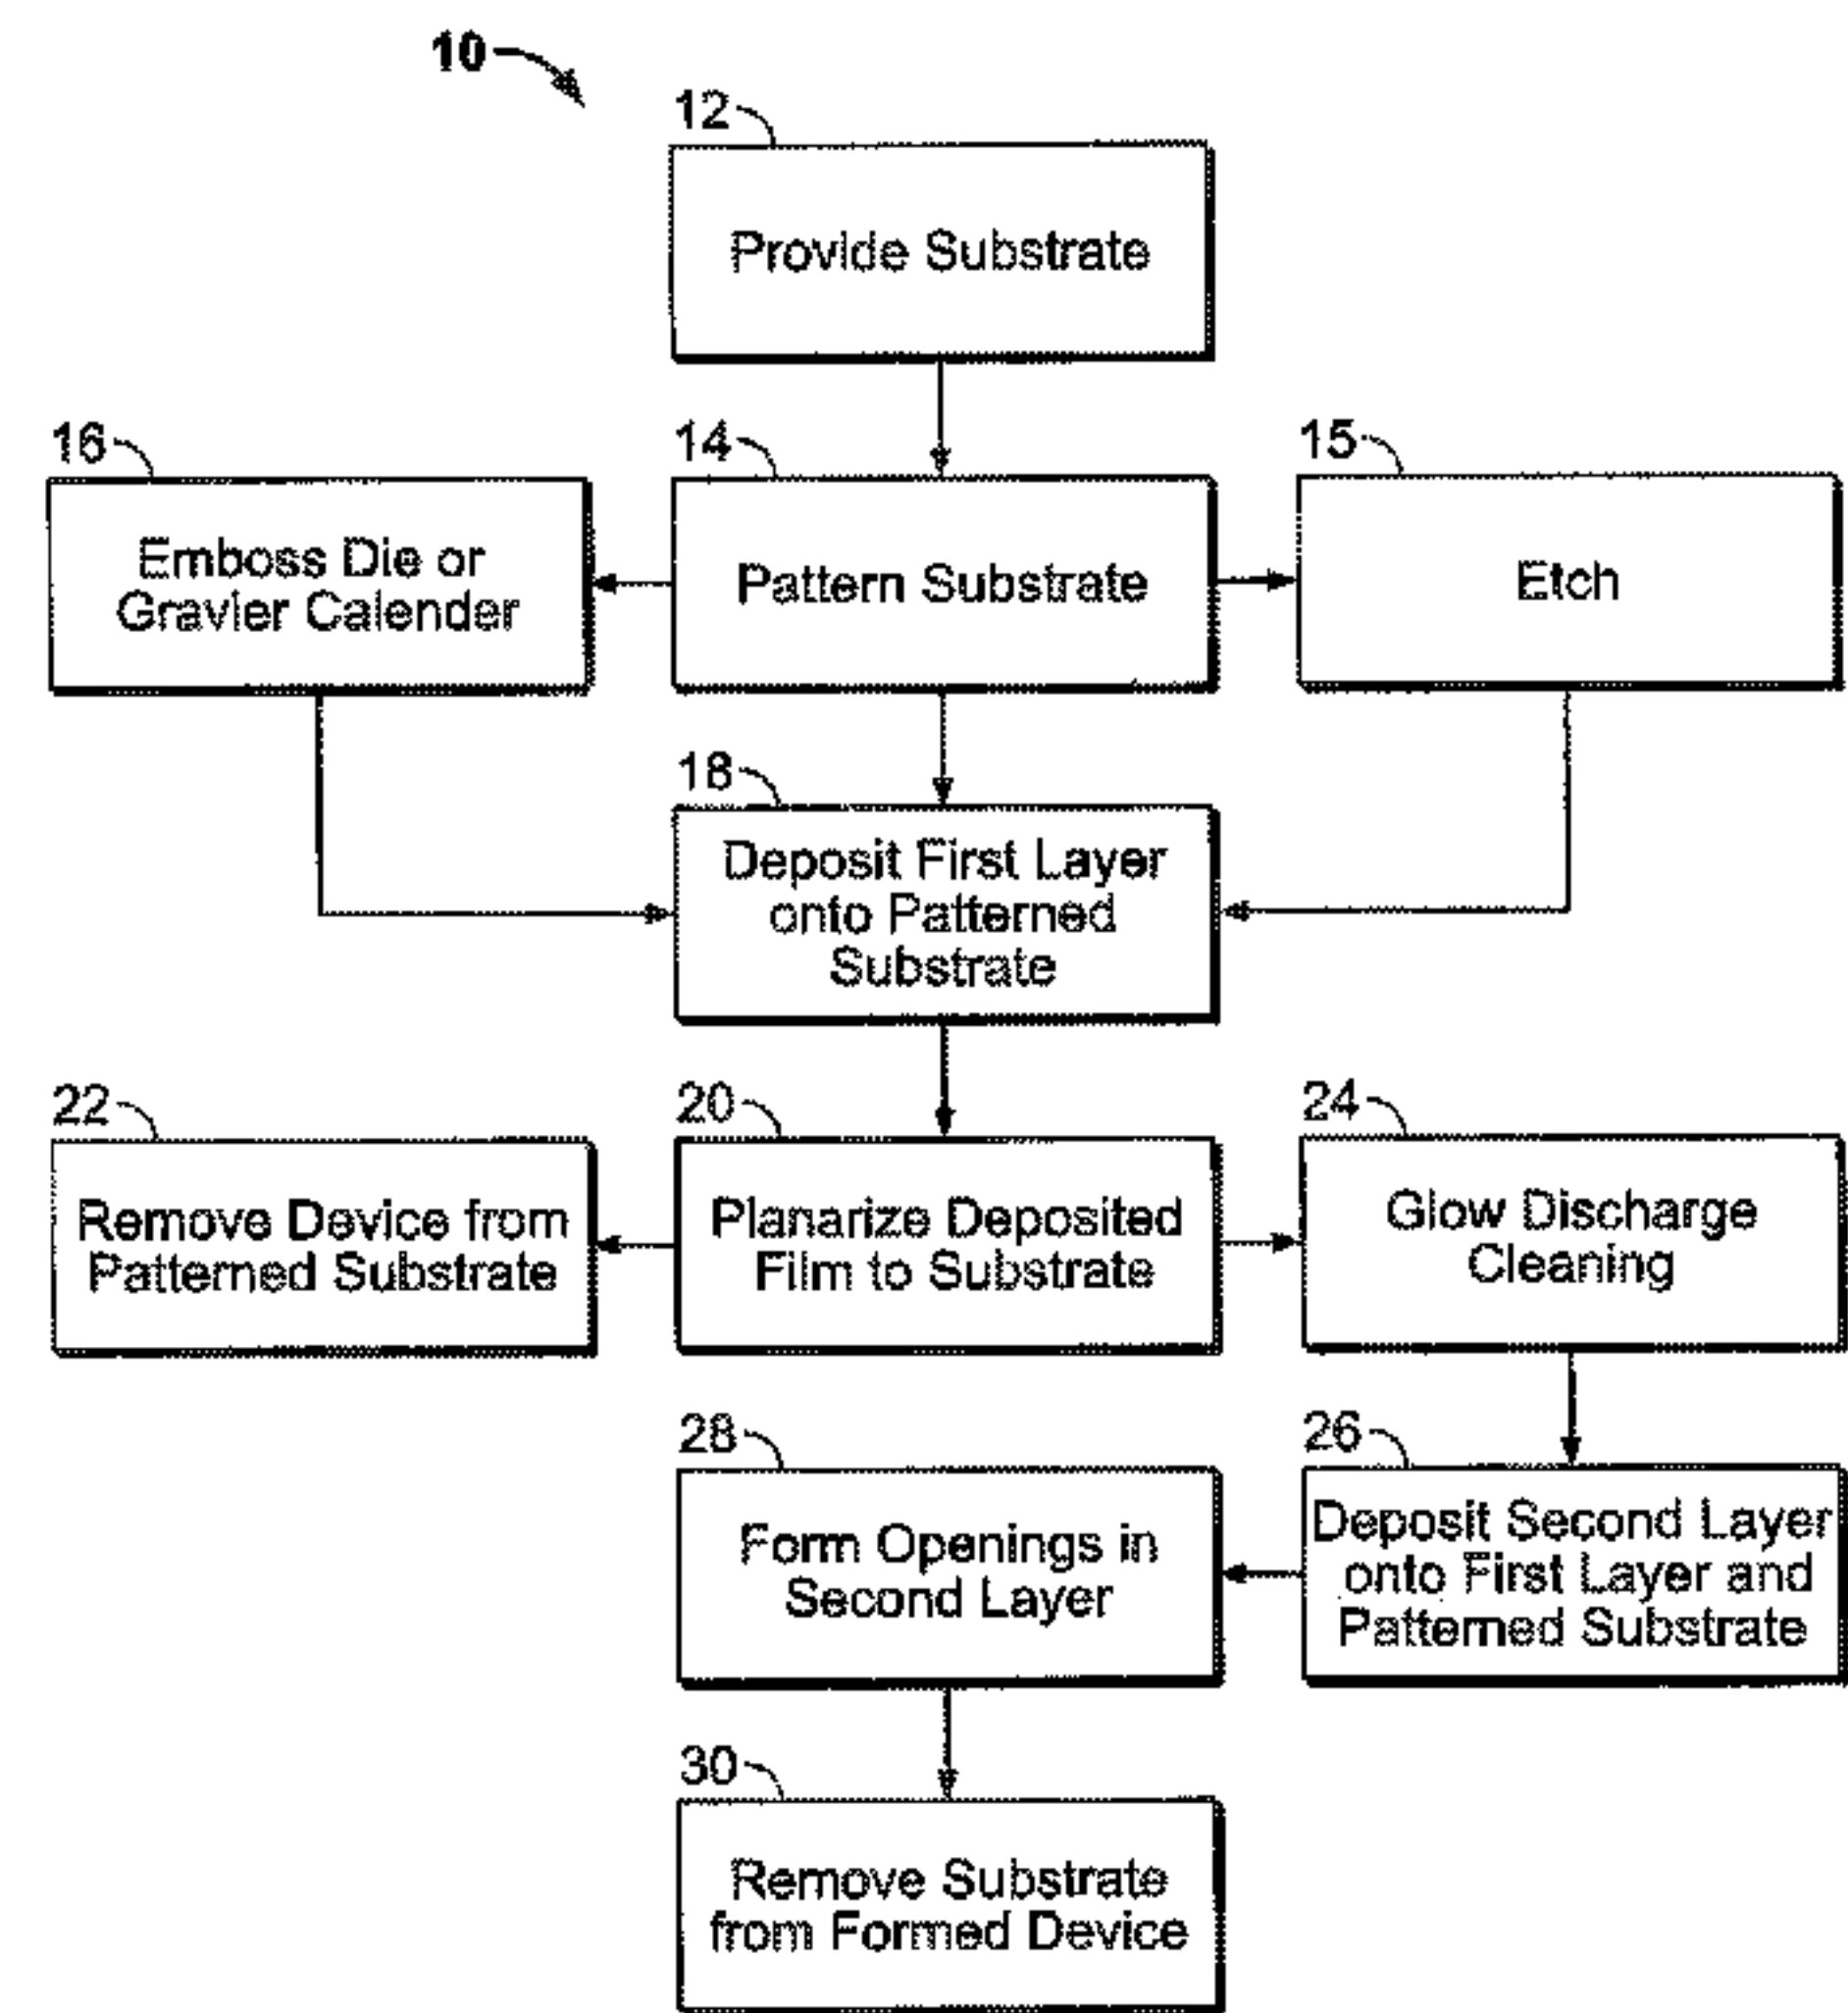 10
12
Provide Substrate
16
Emboss Die or
Gravier Calender
14
Pattern Substrate
15
Etch
18
Deposit First Layer
onto Patterned
Substrate
22
Remove Device from
Patterned Substrate
20
Planarize Deposited
Film to Substrate
24
Glow Discharge
Cleaning
28
Form Openings in
Second Layer
26
Deposit Second Layer
onto First Layer and
Patterned Substrate
30
Remove Substrate
from Formed Device